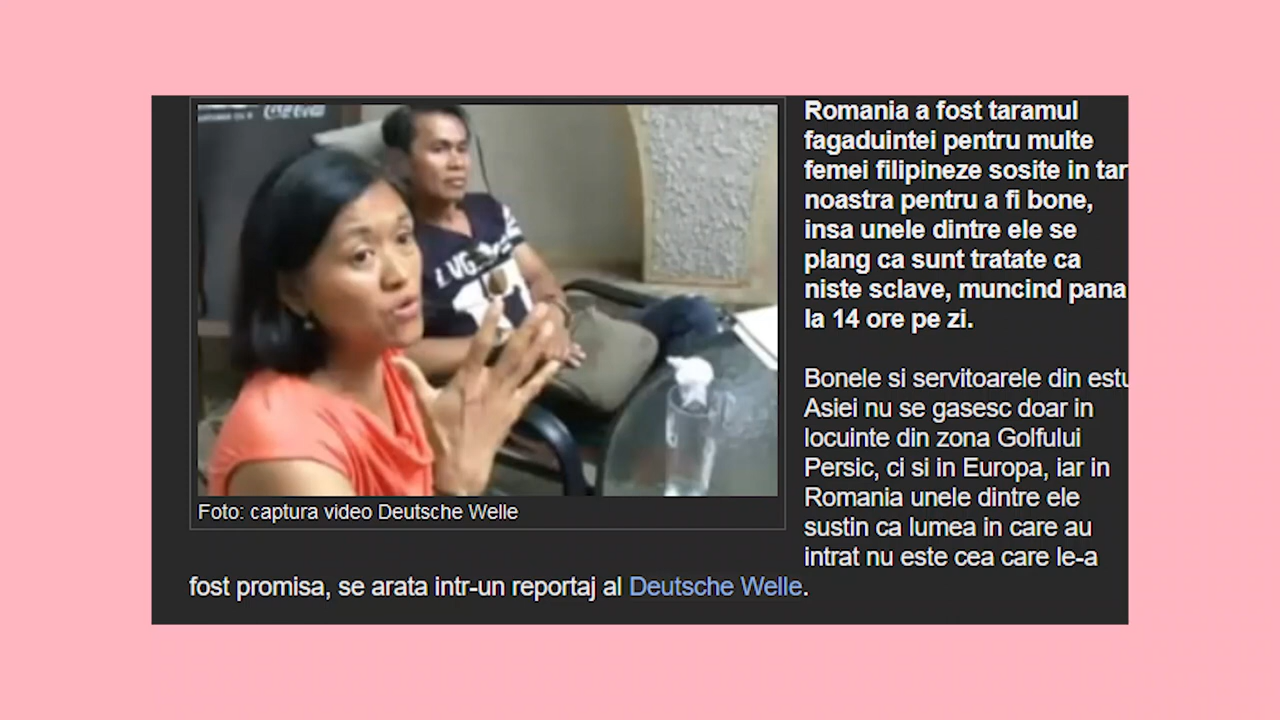 Coca-Cola
LVG
Romania a fost taramul
fagaduintei pentru multe
femei filipineze sosite in tar
noastra pentru a fi bone,
insa unele dintre ele se
plang ca sunt tratate ca
niste sclave, muncind pana
la 14 ore pe zi.
Bonele si servitoarele din estu
Asiei nu se gasesc doar in
locuinte din zona Golfului
Persic, ci si in Europa, iar in
Romania unele dintre ele
sustin ca lumea in care au
intrat nu este cea care le-a
Foto: captura video Deutsche Welle
fost promisa, se arata intr-un reportaj al Deutsche Welle.